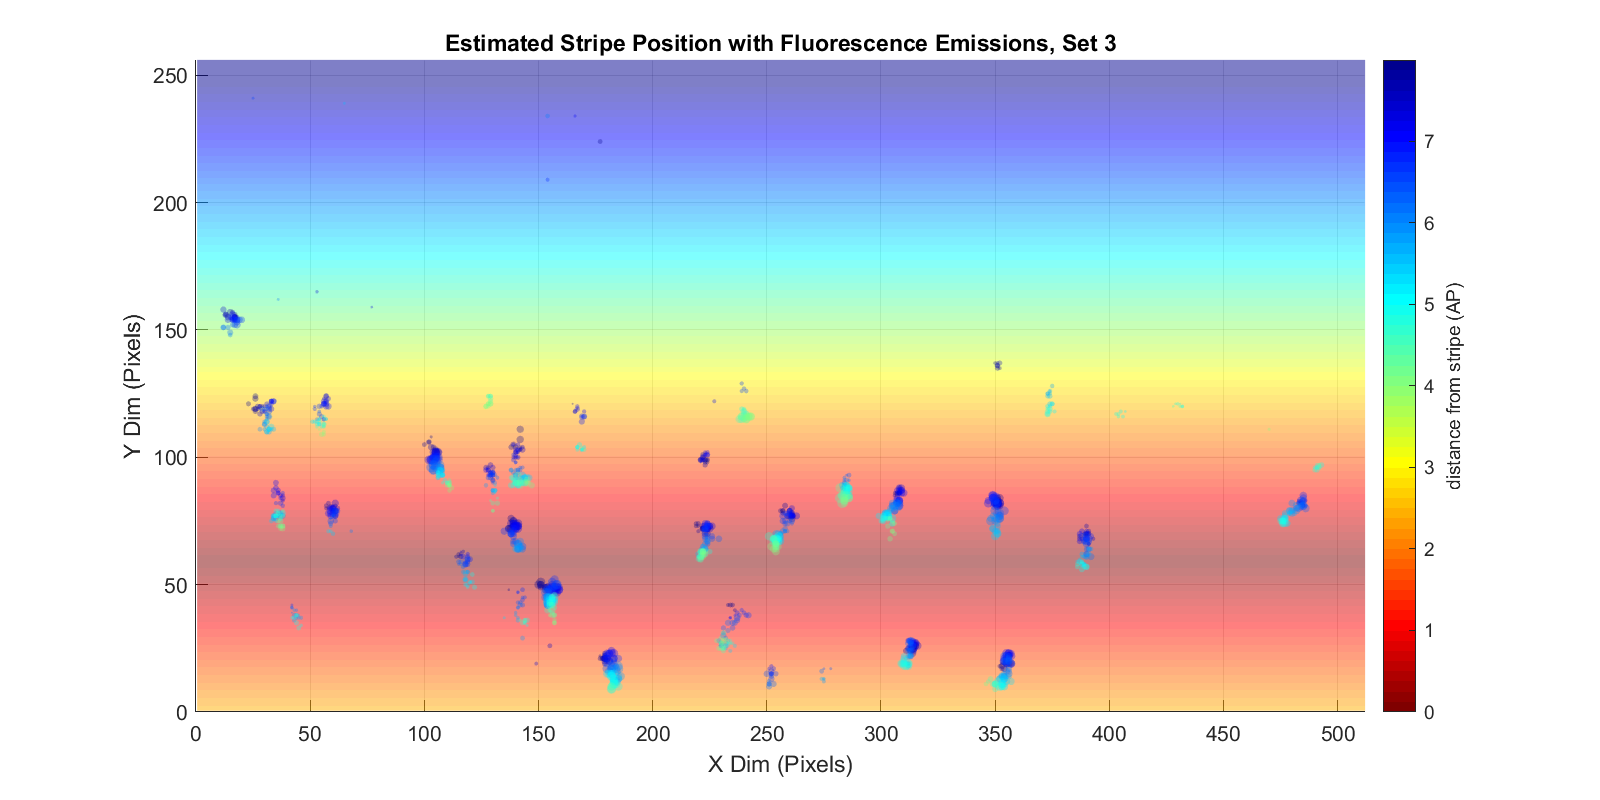 Estimated Stripe Position with Fluorescence Emissions, Set 3
250
200
150
100
50
0
Y Dim (Pixels)
0 50 100 150 200 250 300 350 400 450 500
X Dim (Pixels)
7
6
5
4
3
2
1
0
distance from stripe (AP)